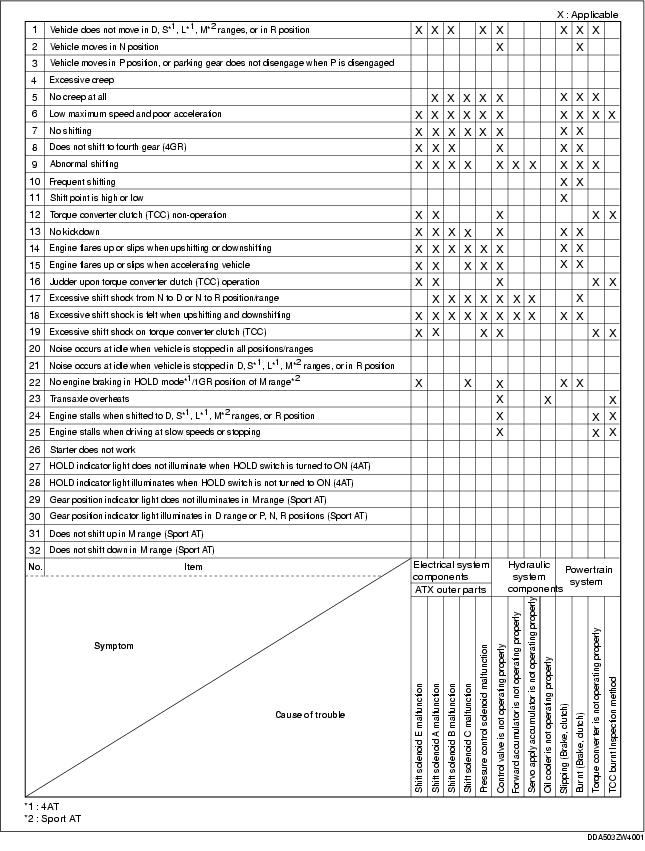 X : Applicable
1 Vehicle does not move in D, S*1, L*1, M*2 ranges, or in R position X X X X X X X X
2 Vehicle moves in N position X X
3 Vehicle moves in P position, or parking gear does not disengage when P is disengaged
4 Excessive creep
5 No creep at all X X X X X X X X
6 Low maximum speed and poor acceleration X X X X X X X X X X
7 No shifting X X X X X X X X
8 Does not shift to fourth gear (4GR) X X X X X X
9 Abnormal shifting X X X X X X X X X X
10 Frequent shifting X X
11 Shift point is high or low X
12 Torque converter clutch (TCC) non-operation X X X X X
13 No kickdown X X X X X X X
14 Engine flares up or slips when upshifting or downshifting X X X X X X X X
15 Engine flares up or slips when accelerating vehicle X X X X X X X
16 Judder upon torque converter clutch (TCC) operation X X X X X
17 Excessive shift shock from N to D or N to R position/range X X X X X X X X
18 Excessive shift shock is felt when upshifting and downshifting X X X X X X X X X X
19 Excessive shift shock on torque converter clutch (TCC) X X X X X X
20 Noise occurs at idle when vehicle is stopped in all positions/ranges
21 Noise occurs at idle when vehicle is stopped in D, S*1, L*1, M*2 ranges, or in R position
22 No engine braking in HOLD mode*1/1GR position of M range*2 X X X X X
23 Transaxle overheats X X X
24 Engine stalls when shifted to D, S*1, L*1, M*2 ranges, or R position X X X
25 Engine stalls when driving at slow speeds or stopping X X X
26 Starter does not work
27 HOLD indicator light does not illuminate when HOLD switch is turned to ON (4AT)
28 HOLD indicator light illuminates when HOLD switch is not turned to ON (4AT)
29 Gear position indicator light does not illuminates in M range (Sport AT)
30 Gear position indicator light illuminates in D range or P, N, R positions (Sport AT)
31 Does not shift up in M range (Sport AT)
32 Does not shift down in M range (Sport AT)
No. Item
Electrical system
components
ATX outer parts
Hydraulic
system
components
Powertrain
system
Symptom
Cause of trouble
Shift solenoid E malfunction
Shift solenoid A malfunction
Shift solenoid B malfunction
Shift solenoid C malfunction
Pressure control solenoid malfunction
Control valve is not operating properly
Forward accumulator is not operating properly
Servo apply accumulator is not operating properly
Oil cooler is not operating properly
Slipping (Brake, clutch)
Burnt (Brake, clutch)
Torque converter is not operating properly
TCC burnt Inspection method
*1 : 4AT
*2 : Sport AT
DDA503ZW4001